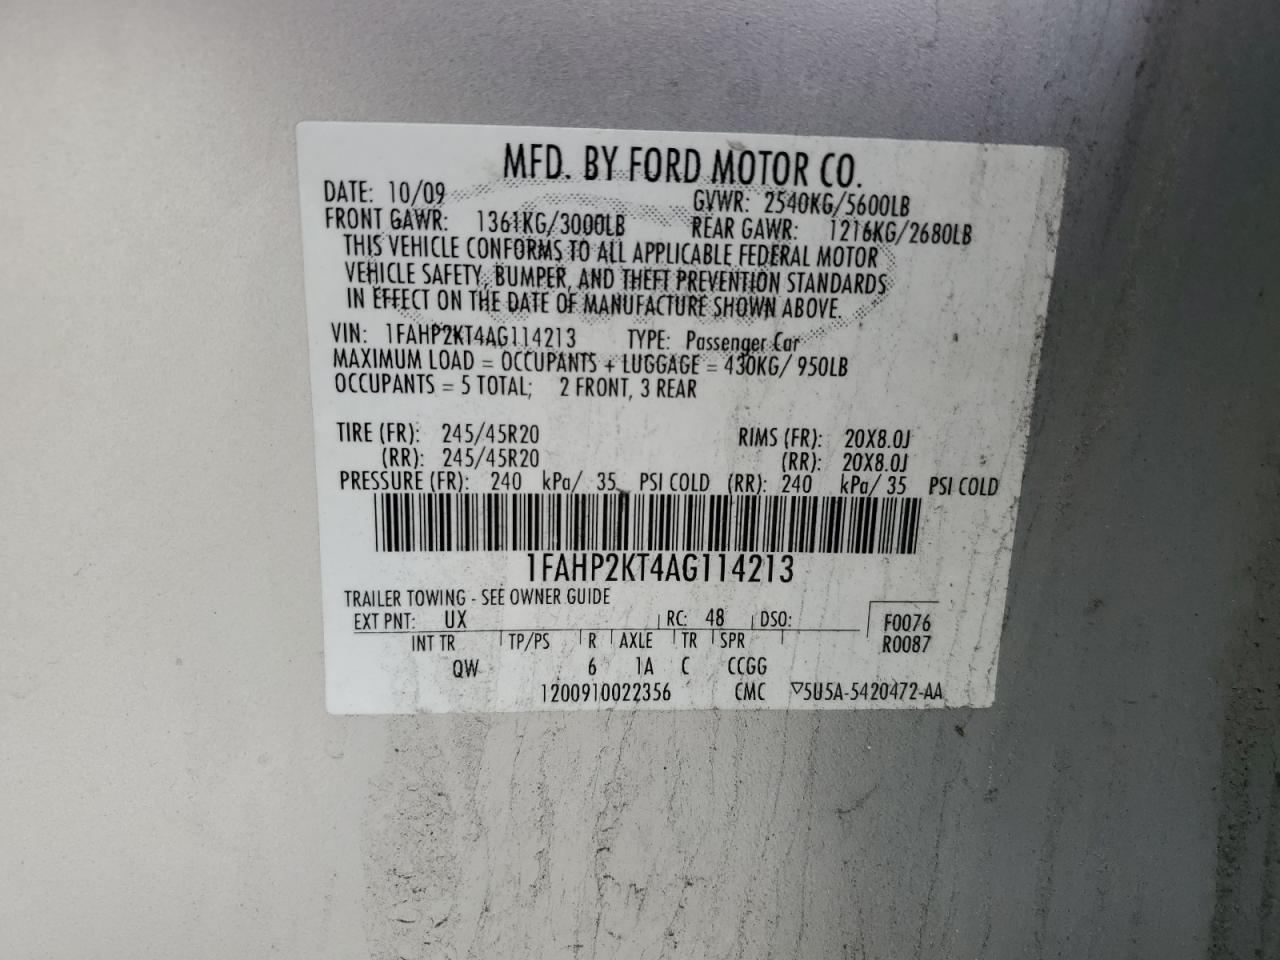 MFD. BY FORD MOTOR CO.
DATE: 10/09 GVWR: 2540KG/5600LB
FRONT GAWR: 1361KG/3000LB REAR GAWR: 1216KG/2680LB
THIS VEHICLE CONFORMS TO ALL APPLICABLE FEDERAL MOTOR
VEHICLE SAFETY, BUMPER, AND THEFT PREVENTION STANDARDS
IN EFFECT ON THE DATE OF MANUFACTURE SHOWN ABOVE.
VIN: 1FAHP2KT4AG114213 TYPE: Passenger Car
MAXIMUM LOAD = OCCUPANTS + LUGGAGE = 430KG/ 950LB
OCCUPANTS = 5 TOTAL; 2 FRONT, 3 REAR
TIRE (FR): 245/45R20 RIMS (FR): 20X8.0J
(RR): 245/45R20 (RR): 20X8.0J
PRESSURE (FR): 240 kPa/ 35 PSI COLD (RR): 240 kPa/ 35 PSI COLD
1FAHP2KT4AG114213
TRAILER TOWING - SEE OWNER GUIDE
EXT PNT: UX RC: 48 DSO: F0076
INT TR TP/PS R AXLE TR SPR R0087
QW 6 1A C CCGG
1200910022356 CMC ▽5U5A-5420472-AA